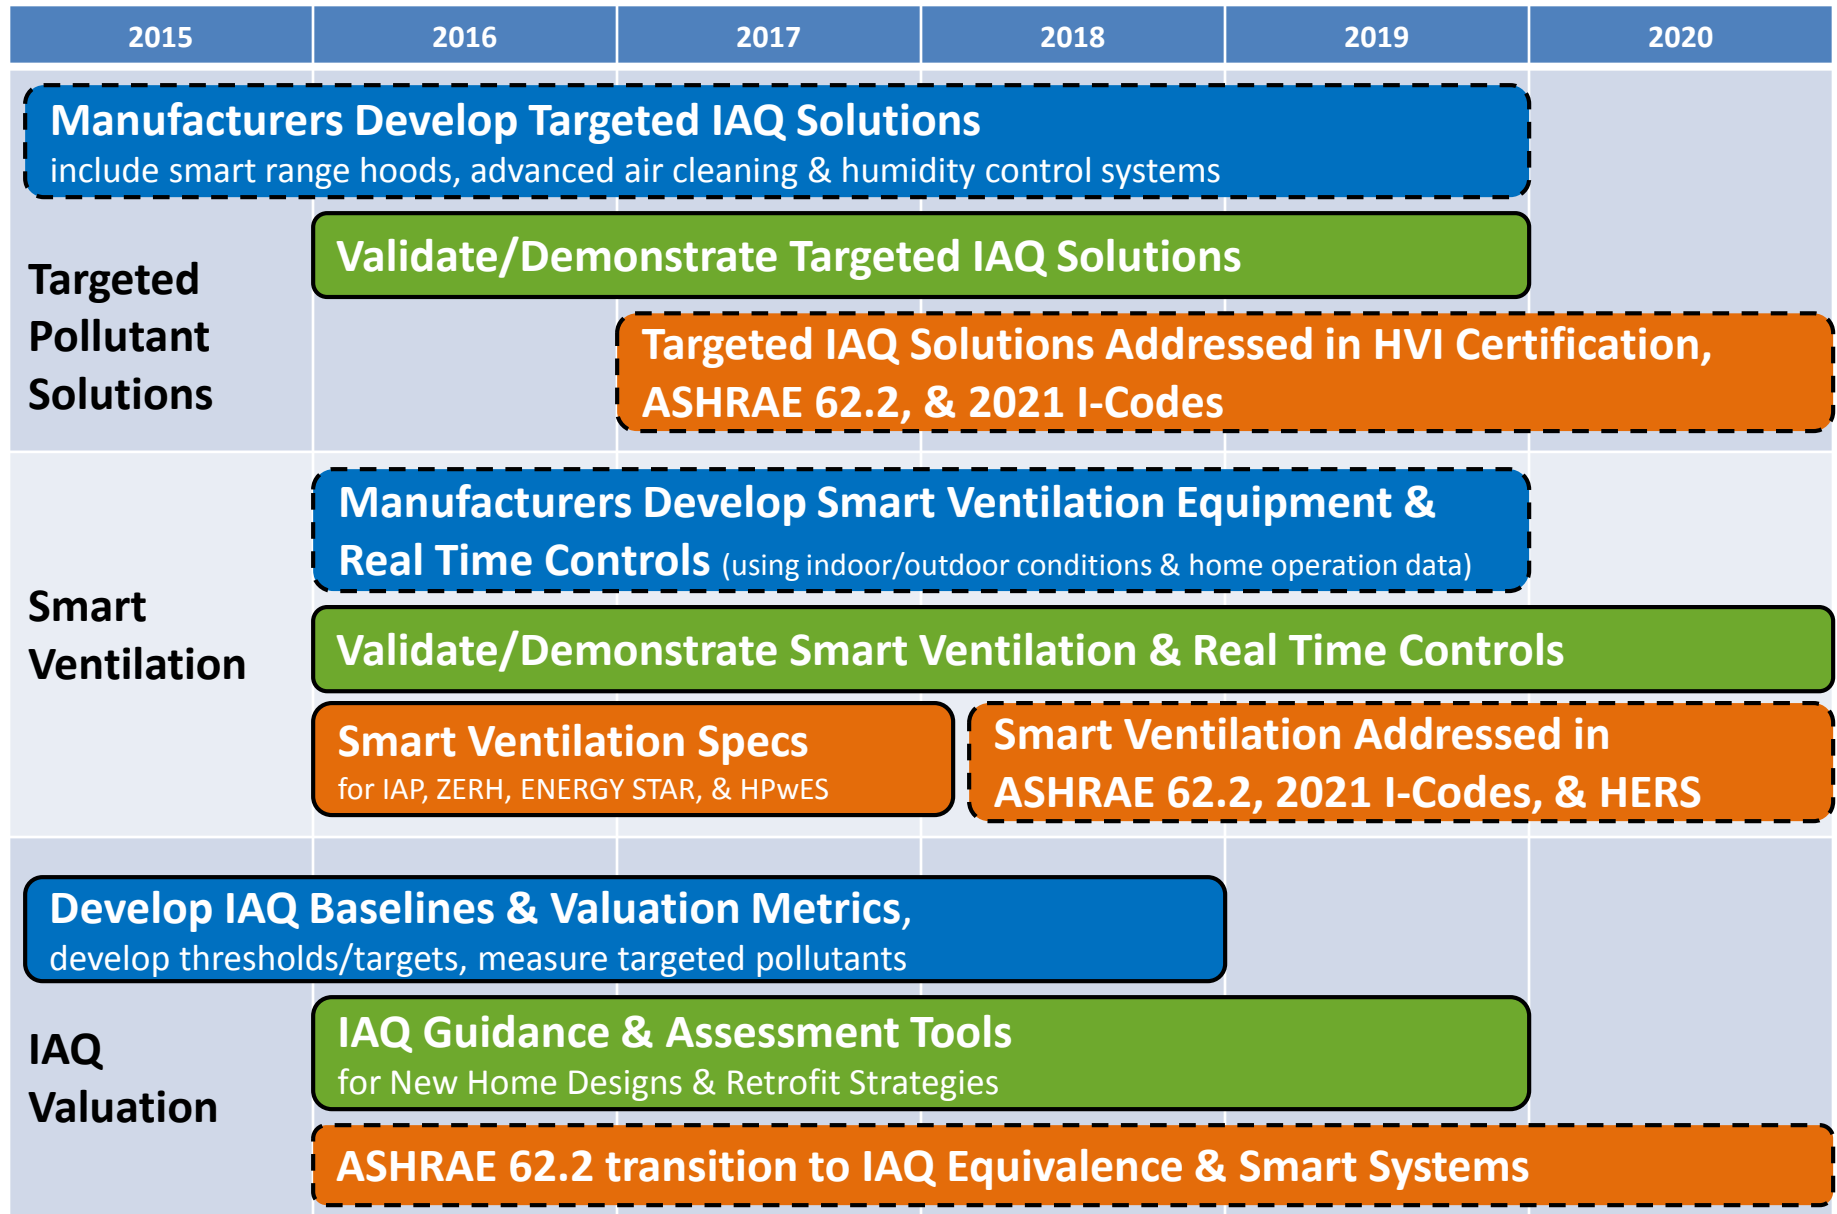 2015 2016 2017 2018 2019 2020
Manufacturers Develop Targeted IAQ Solutions
include smart range hoods, advanced air cleaning & humidity control systems
Targeted
Pollutant
Solutions
Validate/Demonstrate Targeted IAQ Solutions
Targeted IAQ Solutions Addressed in HVI Certification,
ASHRAE 62.2, & 2021 I-Codes
Smart
Ventilation
Manufacturers Develop Smart Ventilation Equipment &
Real Time Controls (using indoor/outdoor conditions & home operation data)
Validate/Demonstrate Smart Ventilation & Real Time Controls
Smart Ventilation Specs
for IAP, ZERH, ENERGY STAR, & HPwES
Smart Ventilation Addressed in
ASHRAE 62.2, 2021 I-Codes, & HERS
IAQ
Valuation
Develop IAQ Baselines & Valuation Metrics,
develop thresholds/targets, measure targeted pollutants
IAQ Guidance & Assessment Tools
for New Home Designs & Retrofit Strategies
ASHRAE 62.2 transition to IAQ Equivalence & Smart Systems